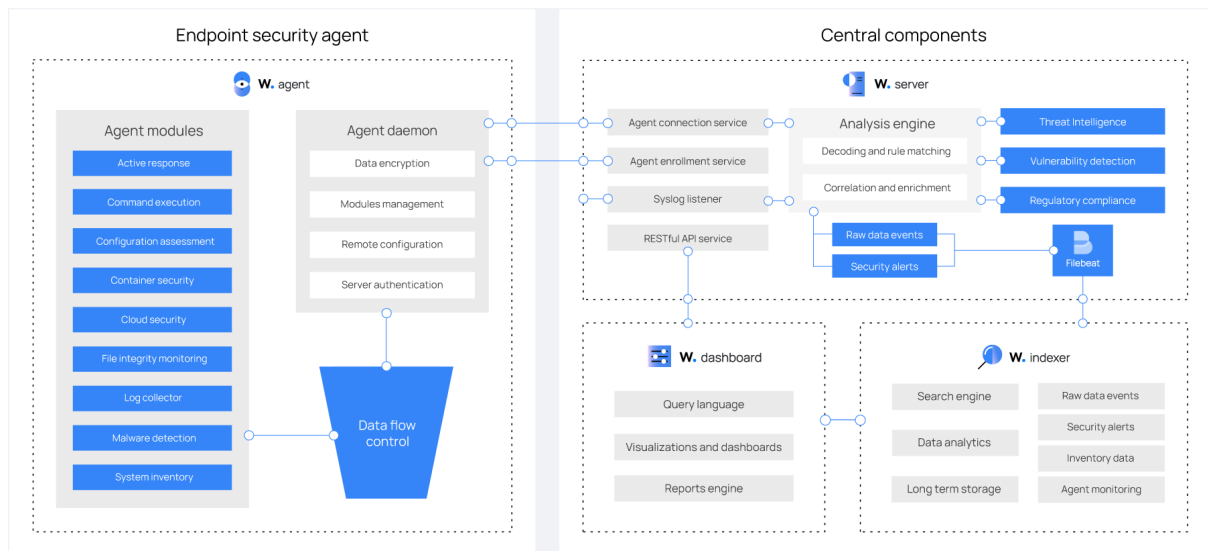 Endpoint security agent
W. agent
Agent modules
Active response
Command execution
Configuration assessment
Container security
Cloud security
File integrity monitoring
Log collector
Malware detection
System inventory
Agent daemon
Data encryption
Modules management
Remote configuration
Server authentication
Data flow
control
Central components
W. server
Agent connection service
Agent enrollment service
Syslog listener
RESTful API service
Analysis engine
Decoding and rule matching
Correlation and enrichment
Threat Intelligence
Vulnerability detection
Regulatory compliance
Raw data events
Security alerts
Filebeat
W. dashboard
Query language
Visualizations and dashboards
Reports engine
W. indexer
Search engine
Data analytics
Long term storage
Raw data events
Security alerts
Inventory data
Agent monitoring